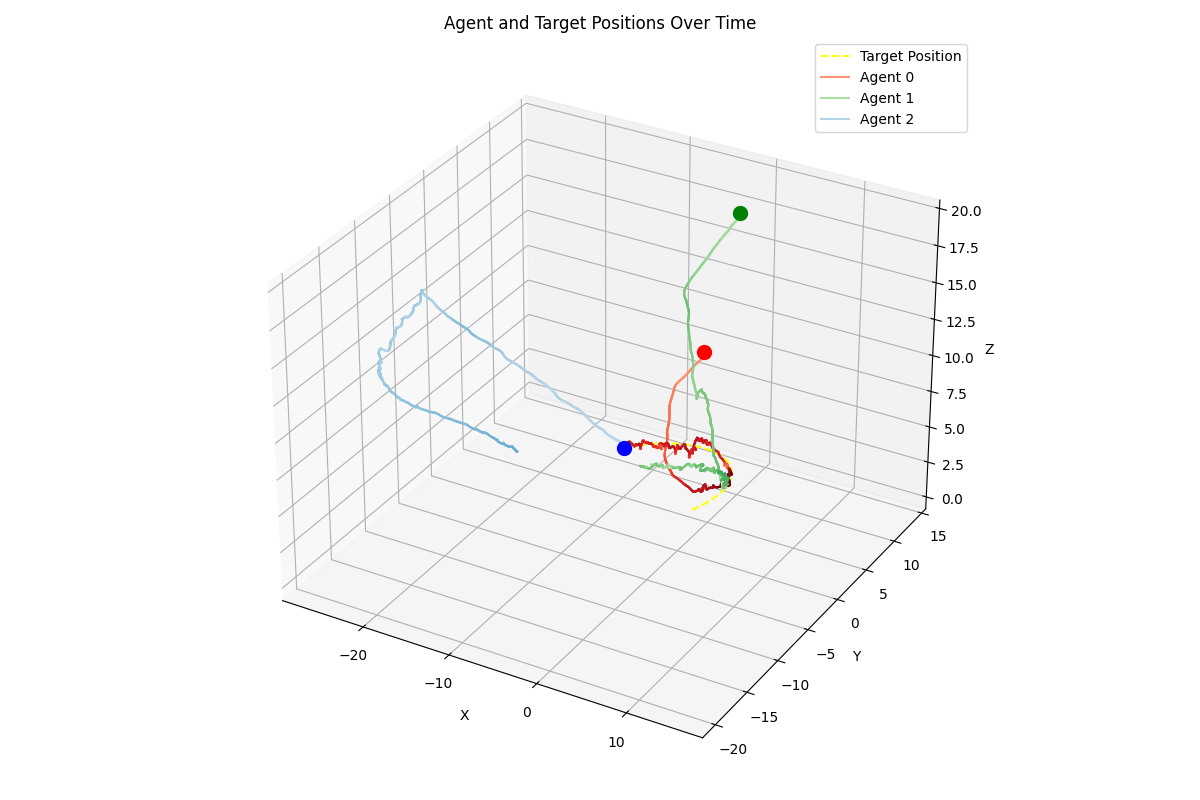 Agent and Target Positions Over Time
Target Position
Agent 0
Agent 1
Agent 2
20.0
17.5
15.0
12.5
10.0
7.5
5.0
2.5
0.0
Z
15
10
5
0
−5
−10
−15
−20
Y
−20
−10
0
10
X